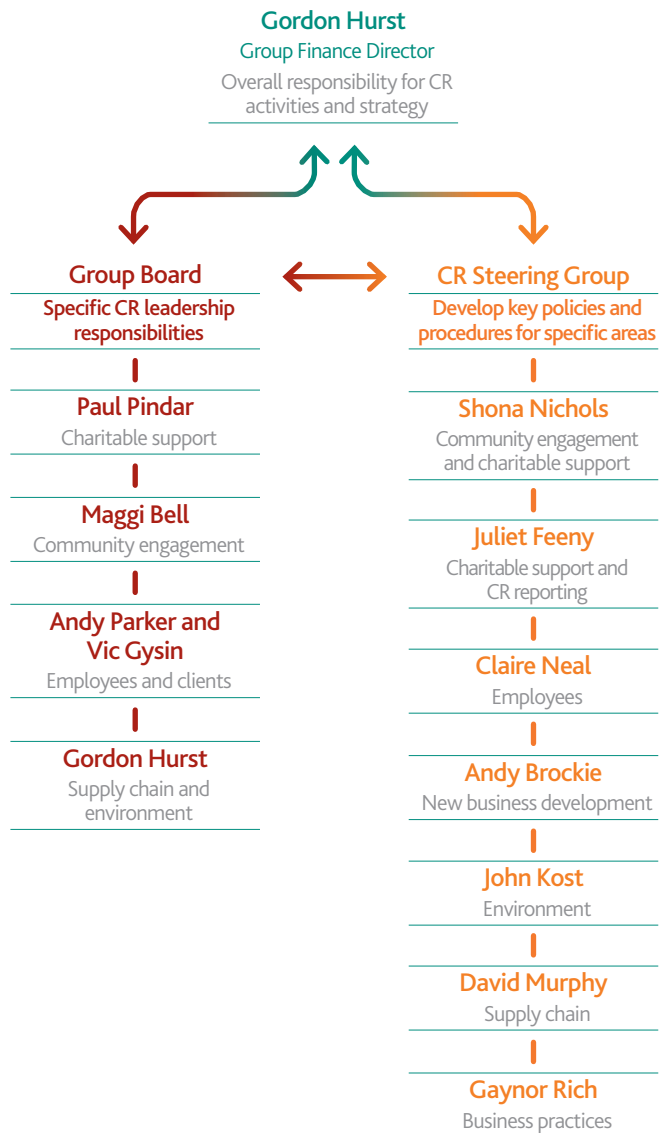 Gordon Hurst
Group Finance Director
Overall responsibility for CR
activities and strategy
Group Board
Specific CR leadership
responsibilities
Paul Pindar
Charitable support
Maggi Bell
Community engagement
Andy Parker and
Vic Gysin
Employees and clients
Gordon Hurst
Supply chain and
environment
CR Steering Group
Develop key policies and
procedures for specific areas
Shona Nichols
Community engagement
and charitable support
Juliet Feeny
Charitable support and
CR reporting
Claire Neal
Employees
Andy Brockie
New business development
John Kost
Environment
David Murphy
Supply chain
Gaynor Rich
Business practices